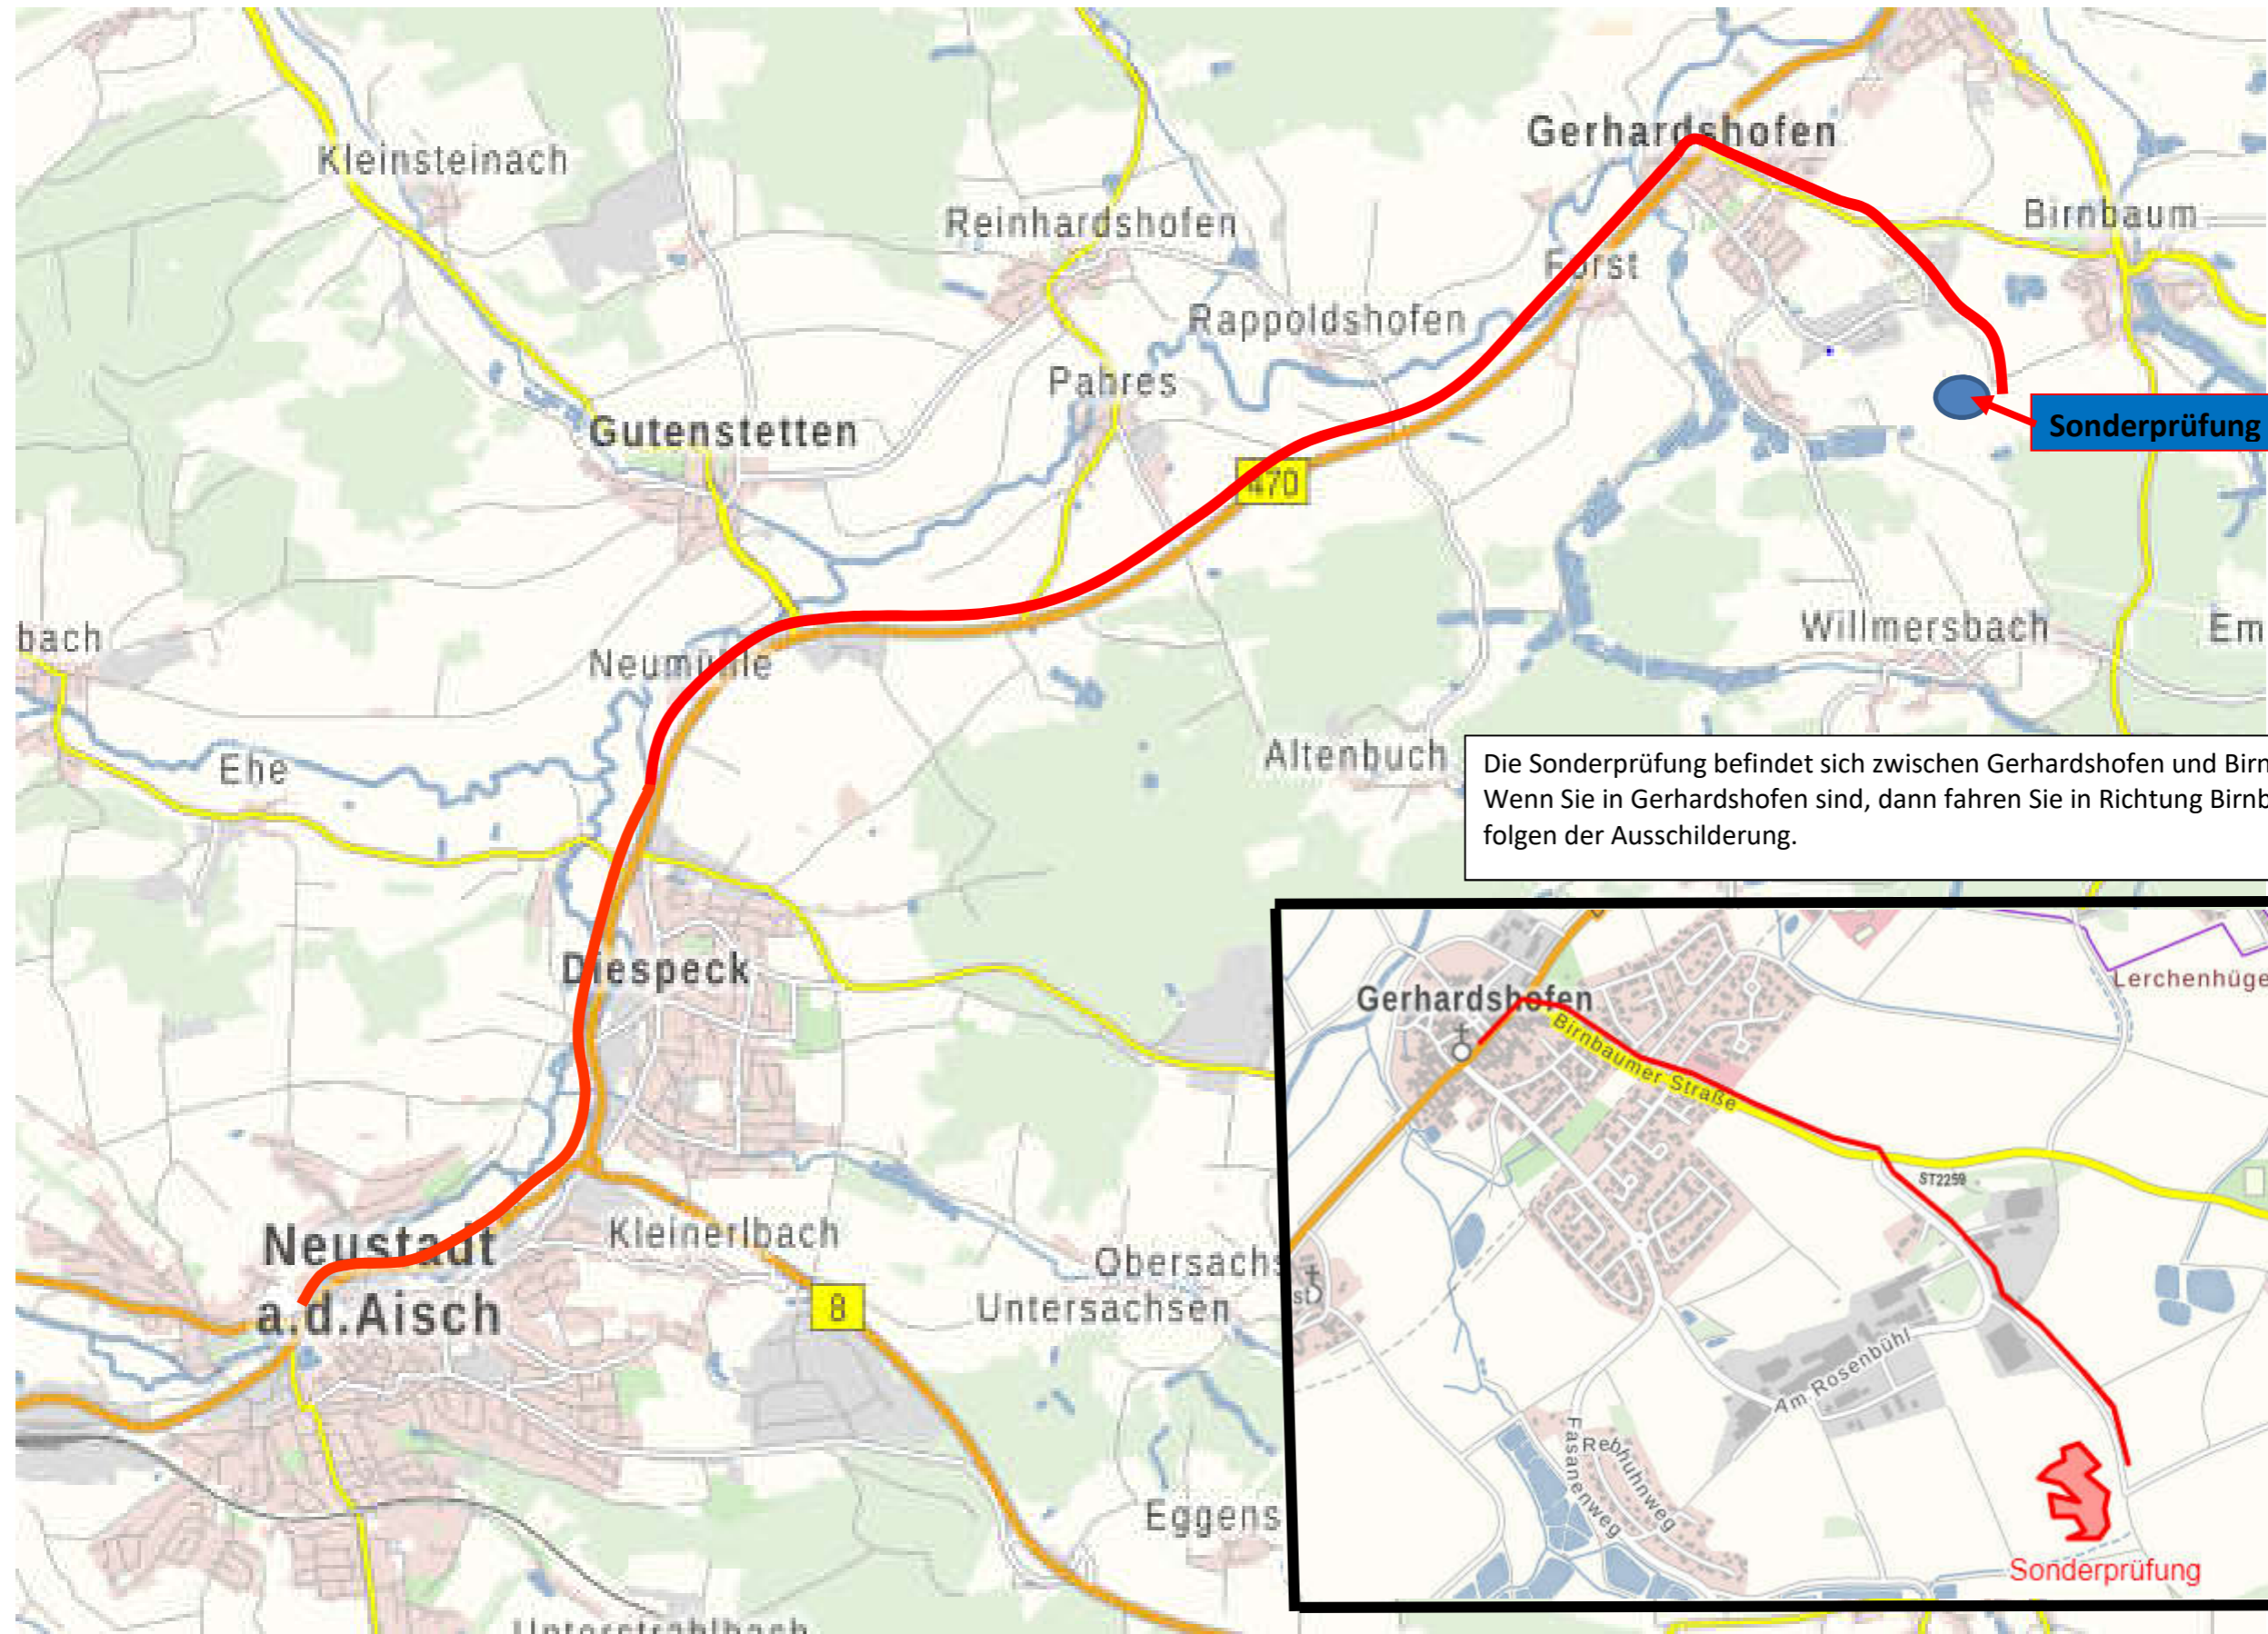 Gerhardshofen
Kleinsteinach
Birnbaum
Reinhardshofen
Forst
Rappoldshofen
Pahres
Sonderprüfung
Gutenstetten
470
bach
Willmersbach
Em
Neumühle
Ehe
Altenbuch
Die Sonderprüfung befindet sich zwischen Gerhardshofen und Birn
Wenn Sie in Gerhardshofen sind, dann fahren Sie in Richtung Birnb
folgen der Ausschilderung.
Diespeck
Neustadt
a.d.Aisch
Kleinerlbach
8
Obersachs
Untersachsen
Eggens
Gerhardshofen
Lerchenhüge
Birnbaumer Straße
ST2259
st
Am Rosenbühl
Fasanenweg
Rebhuhnweg
Sonderprüfung